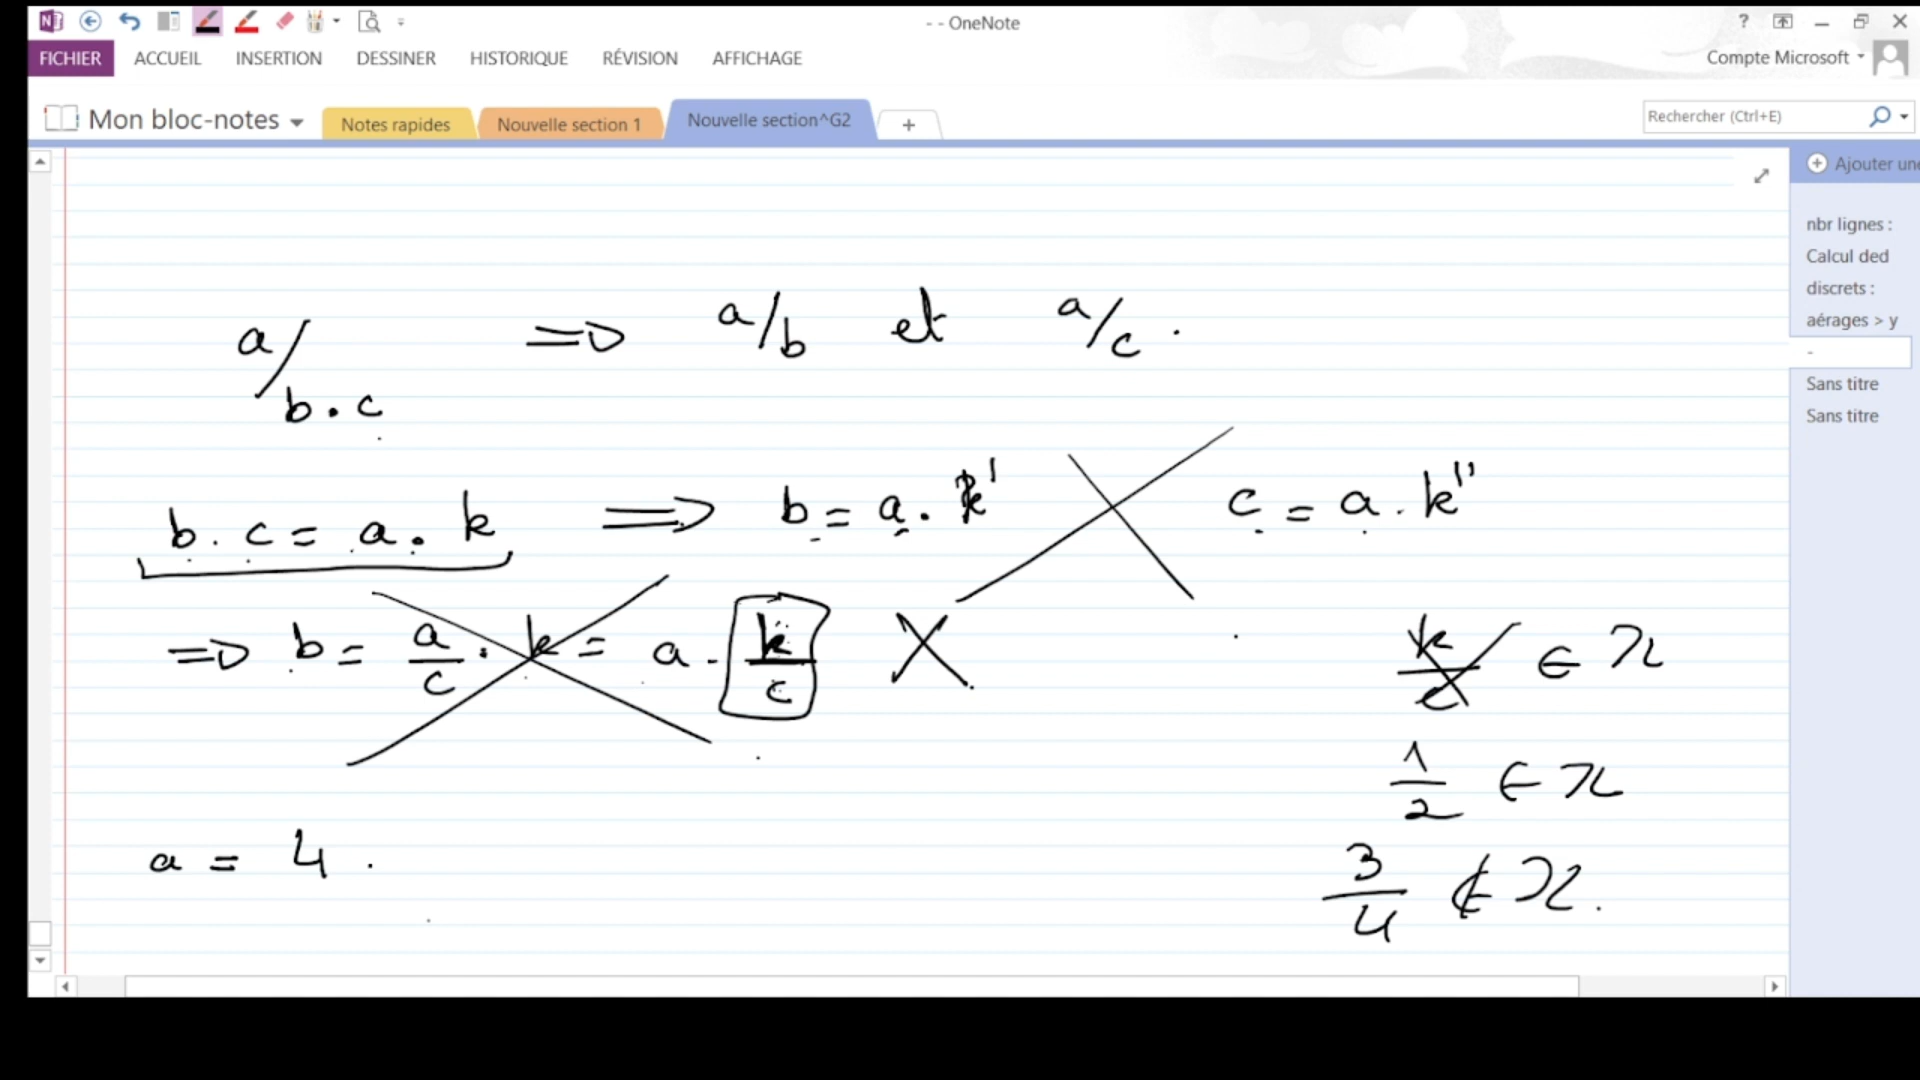 - - OneNote
?
FICHIER ACCUEIL INSERTION DESSINER HISTORIQUE RÉVISION AFFICHAGE Compte Microsoft
Mon bloc-notes Notes rapides Nouvelle section 1 Nouvelle section^G2 + Rechercher (Ctrl+E)
Ajouter une
nbr lignes :
Calcul ded
discrets :
aérages > y
-
Sans titre
Sans titre
a/b.c => a/b et a/c.
b.c = a.k => b = a.k' c = a.k''
=> b = a/c . k = a . k/c X k/c ∈ ℤ
1/2 ∈ ℤ
a = 4. 3/4 ∉ ℤ.